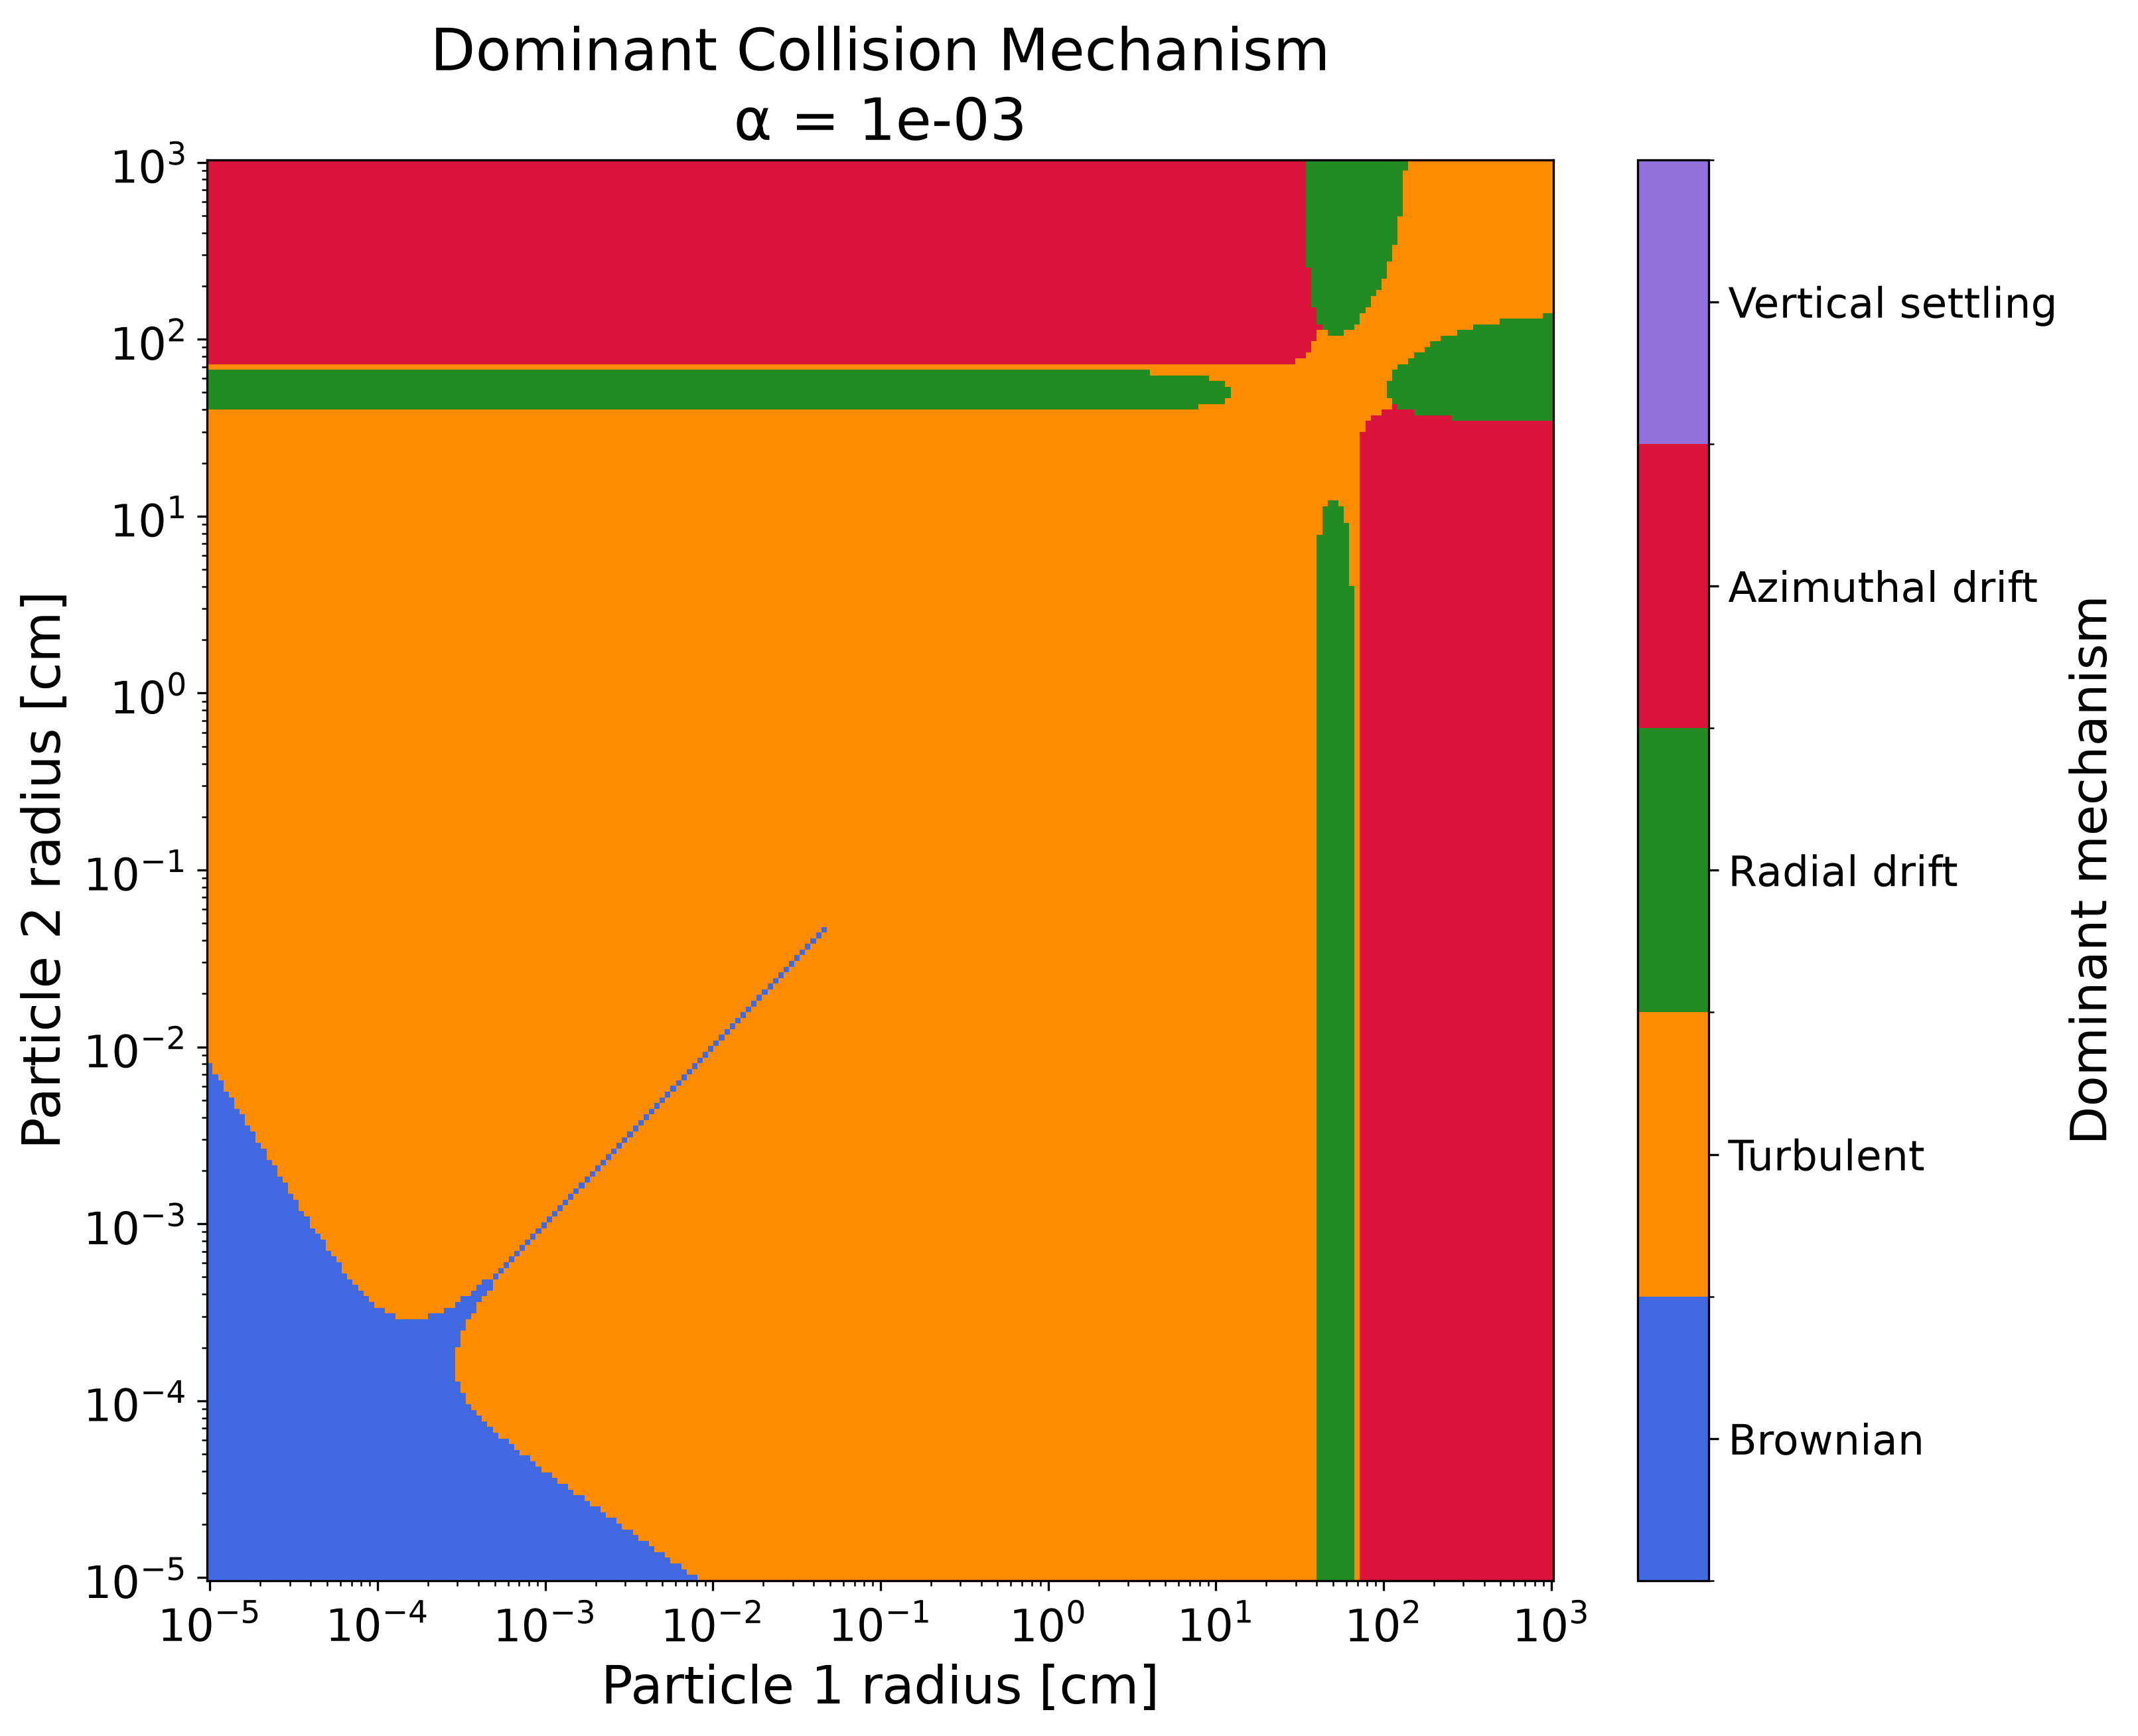 Dominant Collision Mechanism
α = 1e-03
10³
10²
10¹
10⁰
10⁻¹
10⁻²
10⁻³
10⁻⁴
10⁻⁵
Particle 2 radius [cm]
10⁻⁵ 10⁻⁴ 10⁻³ 10⁻² 10⁻¹ 10⁰ 10¹ 10² 10³
Particle 1 radius [cm]
Vertical settling
Azimuthal drift
Radial drift
Turbulent
Brownian
Dominant mechanism